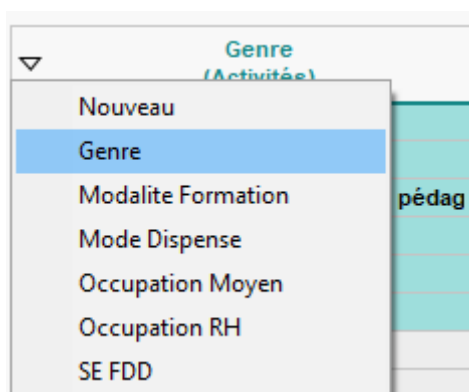 Genre
(Activités)
Nouveau
Genre
Modalite Formation
pédag
Mode Dispense
Occupation Moyen
Occupation RH
SE FDD